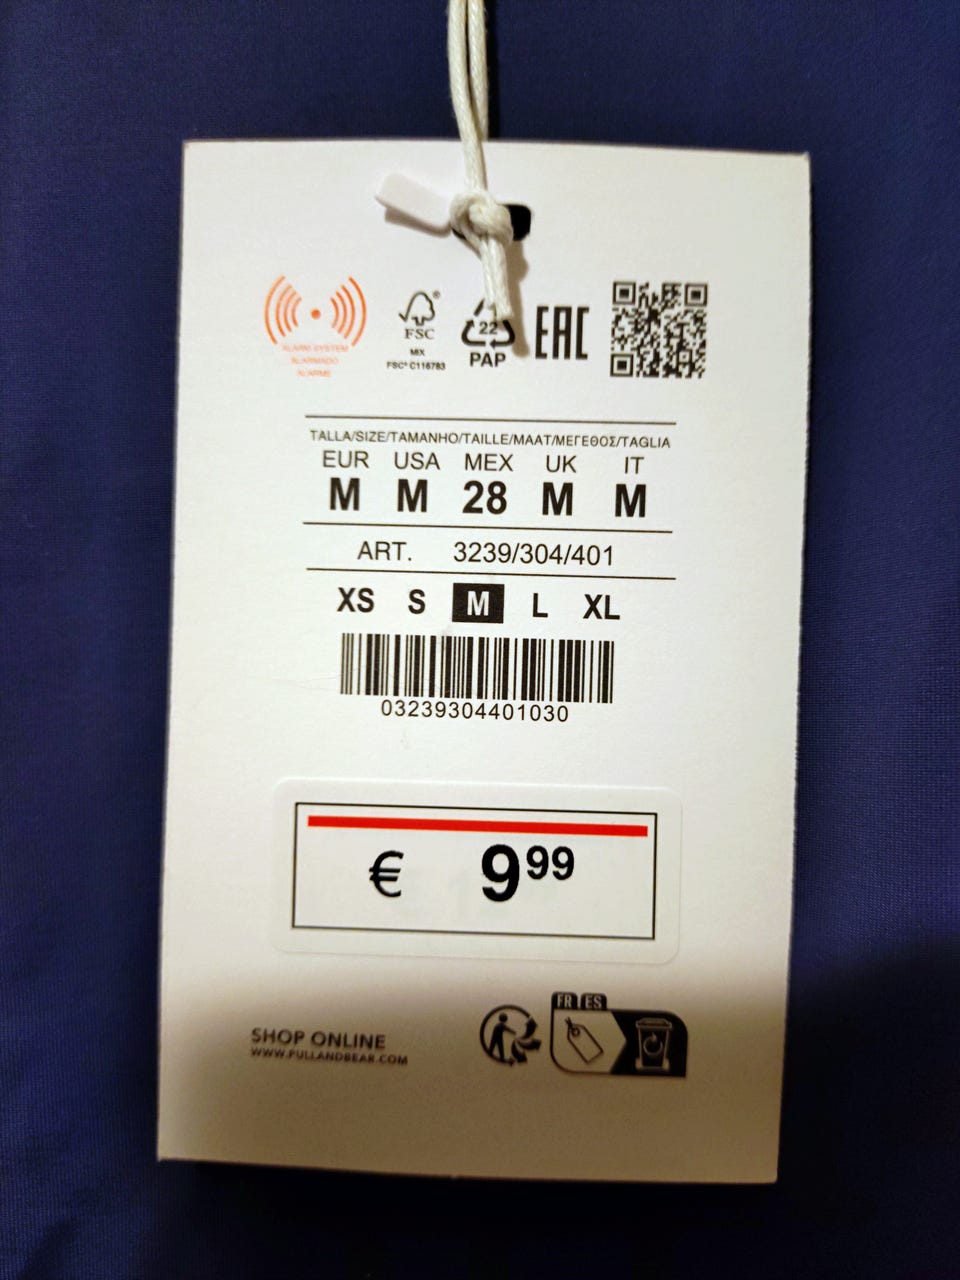 ALARM SYSTEM
ALARMADO
ALARME
FSC
MIX
FSC® C116783
22
PAP
EAC
TALLA/SIZE/TAMANHO/TAILLE/MAAT/ΜΕΓΕΘΟΣ/TAGLIA
EUR USA MEX UK IT
M M 28 M M
ART. 3239/304/401
XS S M L XL
03239304401030
€ 9⁹⁹
SHOP ONLINE
WWW.PULLANDBEAR.COM
FR ES